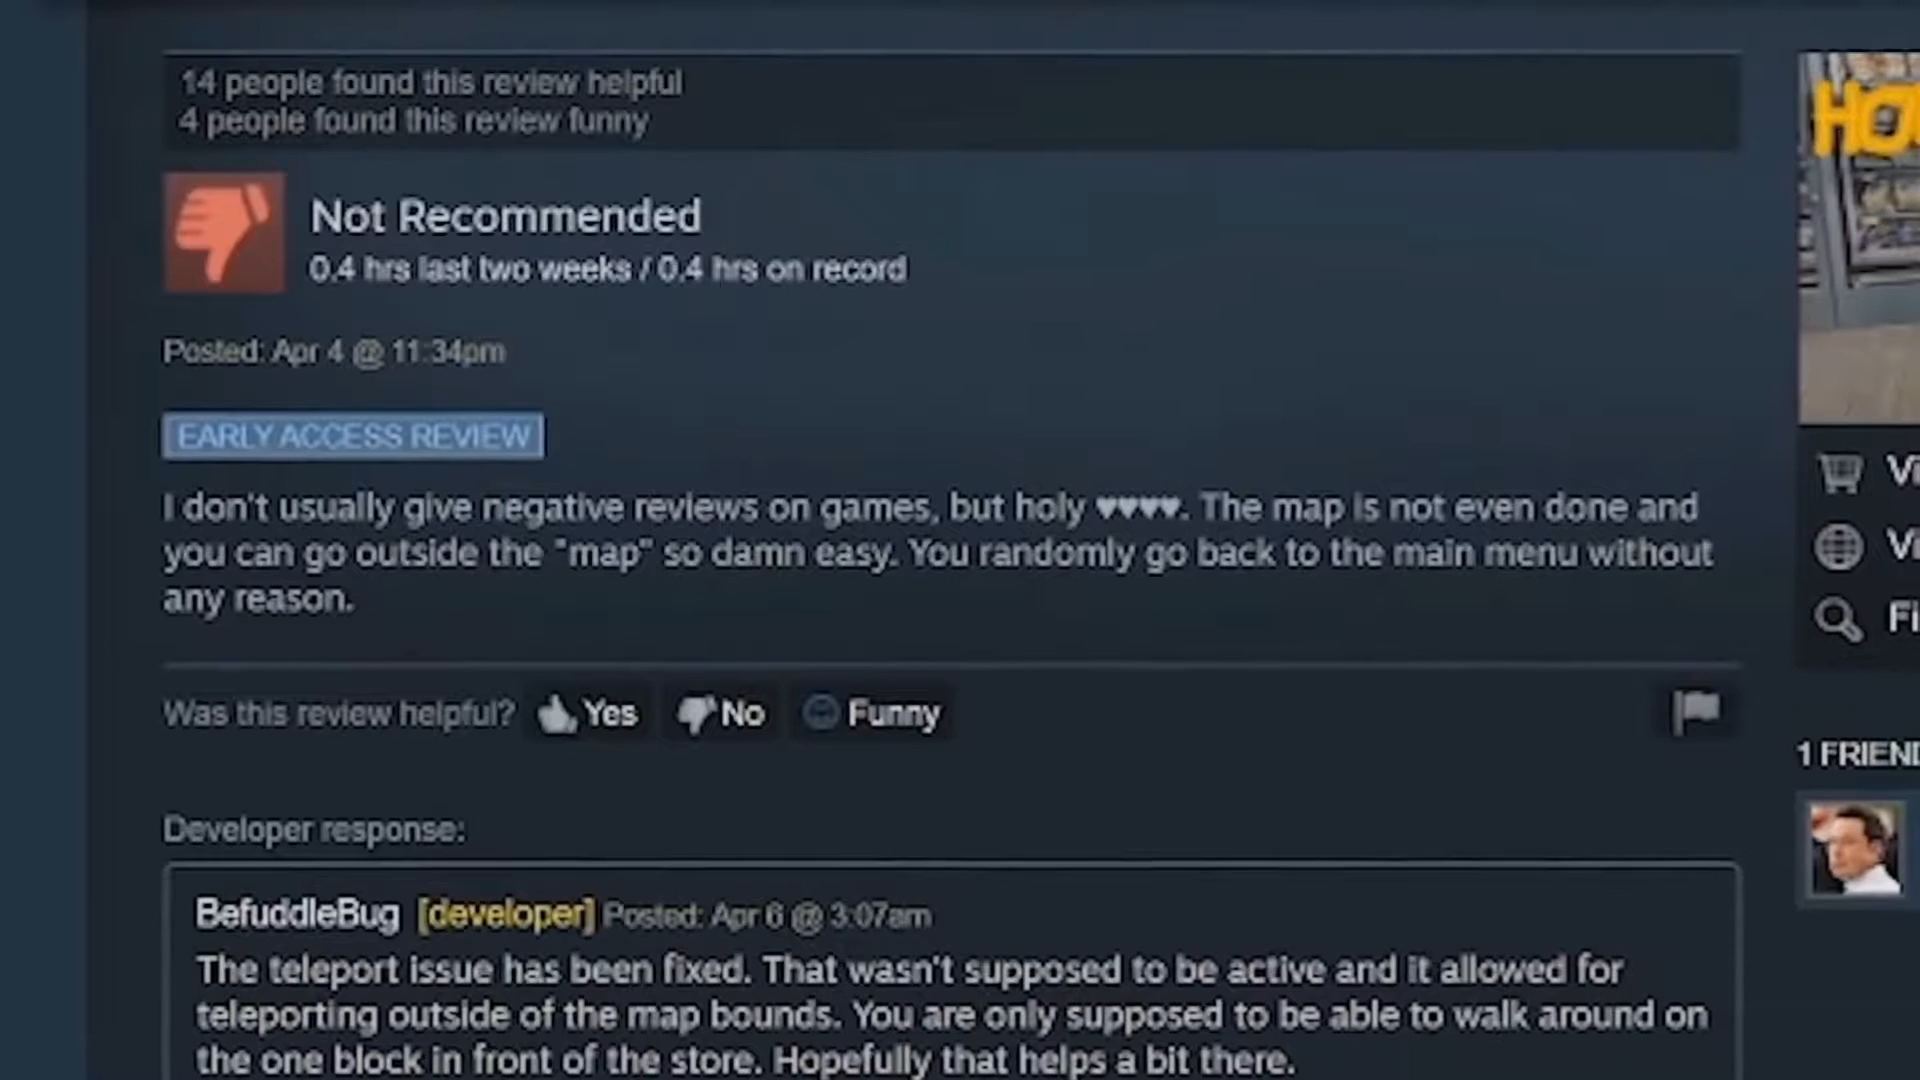 14 people found this review helpful
4 people found this review funny
Not Recommended
0.4 hrs last two weeks / 0.4 hrs on record
Posted: Apr 4 @ 11:34pm
EARLY ACCESS REVIEW
I don't usually give negative reviews on games, but holy ♥♥♥♥. The map is not even done and
you can go outside the "map" so damn easy. You randomly go back to the main menu without
any reason.
Was this review helpful? Yes No Funny
Developer response:
BefuddleBug [developer] Posted: Apr 6 @ 3:07am
The teleport issue has been fixed. That wasn't supposed to be active and it allowed for
teleporting outside of the map bounds. You are only supposed to be able to walk around on
the one block in front of the store. Hopefully that helps a bit there.
Vi
Vi
Fi
1 FRIEND